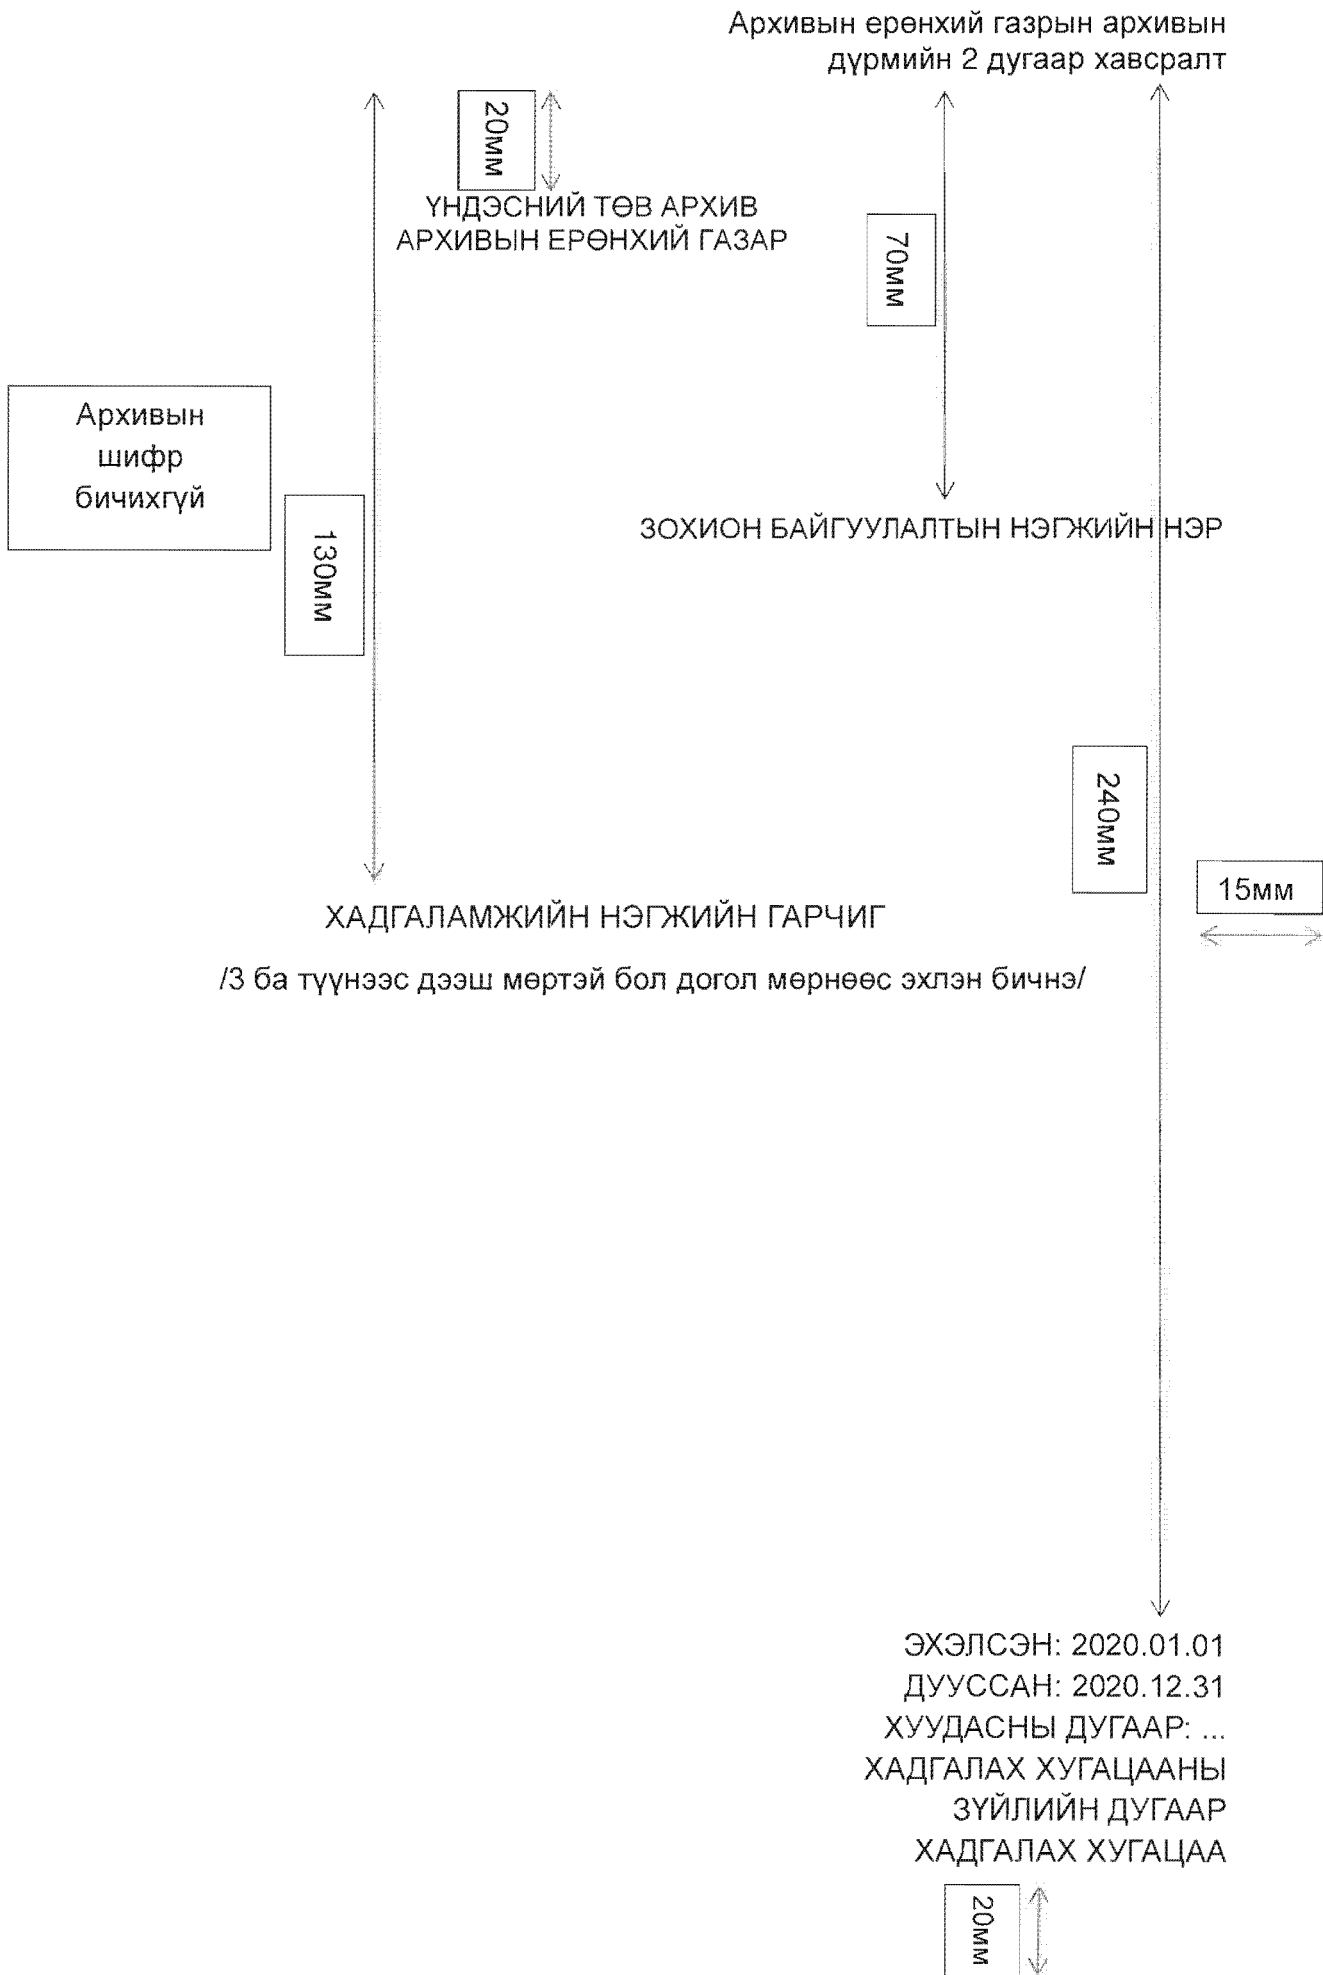 Архивын ерөнхий газрын архивын
дүрмийн 2 дугаар хавсралт
20мм
ҮНДЭСНИЙ ТӨВ АРХИВ
АРХИВЫН ЕРӨНХИЙ ГАЗАР
70мм
Архивын
шифр
бичихгүй
130мм
ЗОХИОН БАЙГУУЛАЛТЫН НЭГЖИЙН НЭР
240мм
15мм
ХАДГАЛАМЖИЙН НЭГЖИЙН ГАРЧИГ
/3 ба түүнээс дээш мөртэй бол догол мөрнөөс эхлэн бичнэ/
ЭХЭЛСЭН: 2020.01.01
ДУУССАН: 2020.12.31
ХУУДАСНЫ ДУГААР: ...
ХАДГАЛАХ ХУГАЦААНЫ
ЗҮЙЛИЙН ДУГААР
ХАДГАЛАХ ХУГАЦАА
20мм